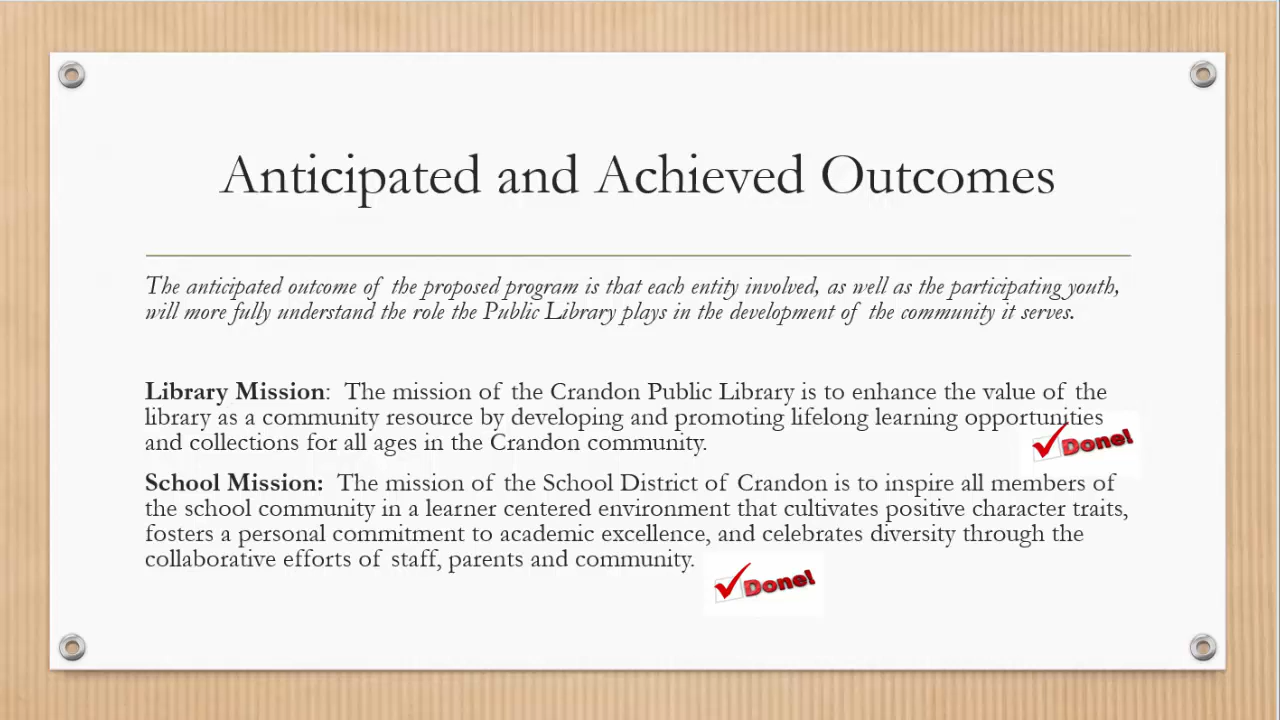 Anticipated and Achieved Outcomes
The anticipated outcome of the proposed program is that each entity involved, as well as the participating youth,
will more fully understand the role the Public Library plays in the development of the community it serves.
Library Mission: The mission of the Crandon Public Library is to enhance the value of the
library as a community resource by developing and promoting lifelong learning opportunities
and collections for all ages in the Crandon community.
Done!
School Mission: The mission of the School District of Crandon is to inspire all members of
the school community in a learner centered environment that cultivates positive character traits,
fosters a personal commitment to academic excellence, and celebrates diversity through the
collaborative efforts of staff, parents and community.
Done!